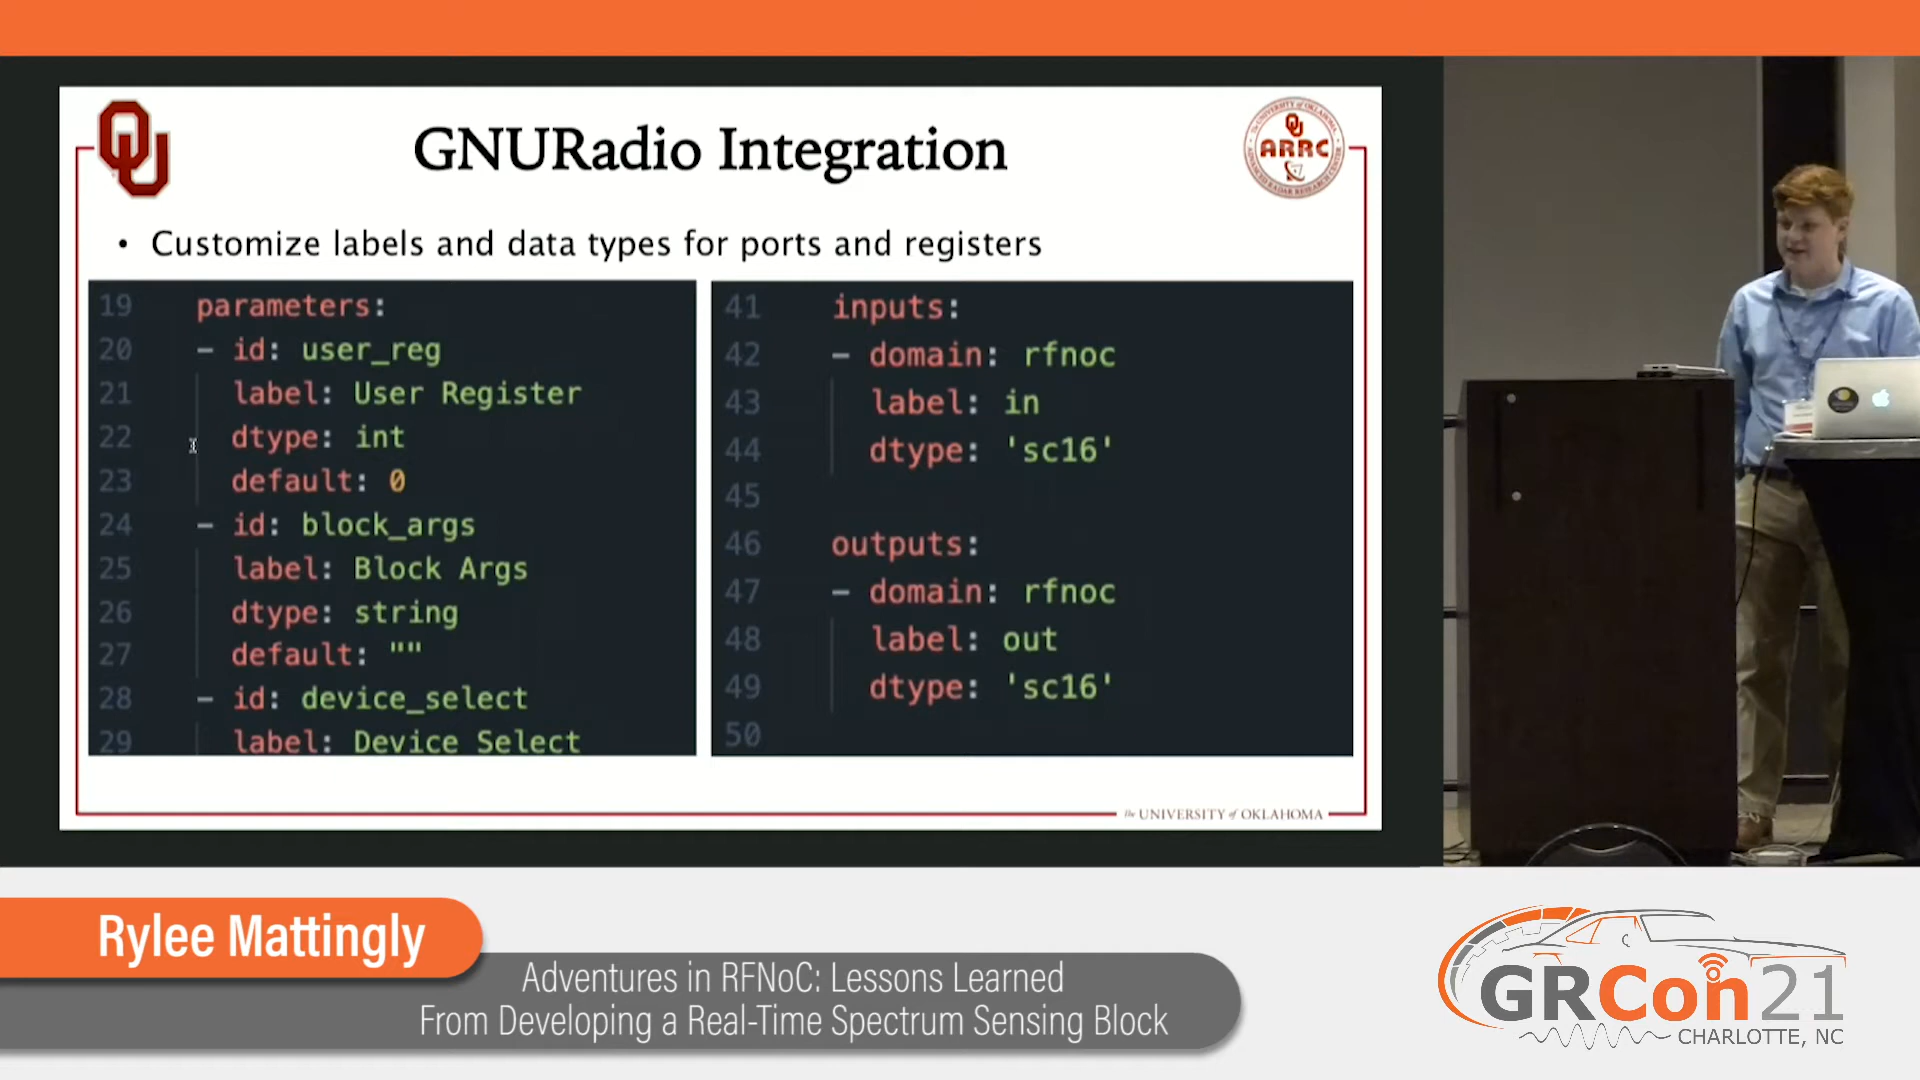 GNURadio Integration
ARRC
• Customize labels and data types for ports and registers
19 parameters:
20 - id: user_reg
21 label: User Register
22 dtype: int
23 default: 0
24 - id: block_args
25 label: Block Args
26 dtype: string
27 default: ""
28 - id: device_select
29 label: Device Select
41 inputs:
42 - domain: rfnoc
43 label: in
44 dtype: 'sc16'
45
46 outputs:
47 - domain: rfnoc
48 label: out
49 dtype: 'sc16'
50
The UNIVERSITY of OKLAHOMA
Rylee Mattingly
Adventures in RFNoC: Lessons Learned
From Developing a Real-Time Spectrum Sensing Block
GRCon21
CHARLOTTE, NC